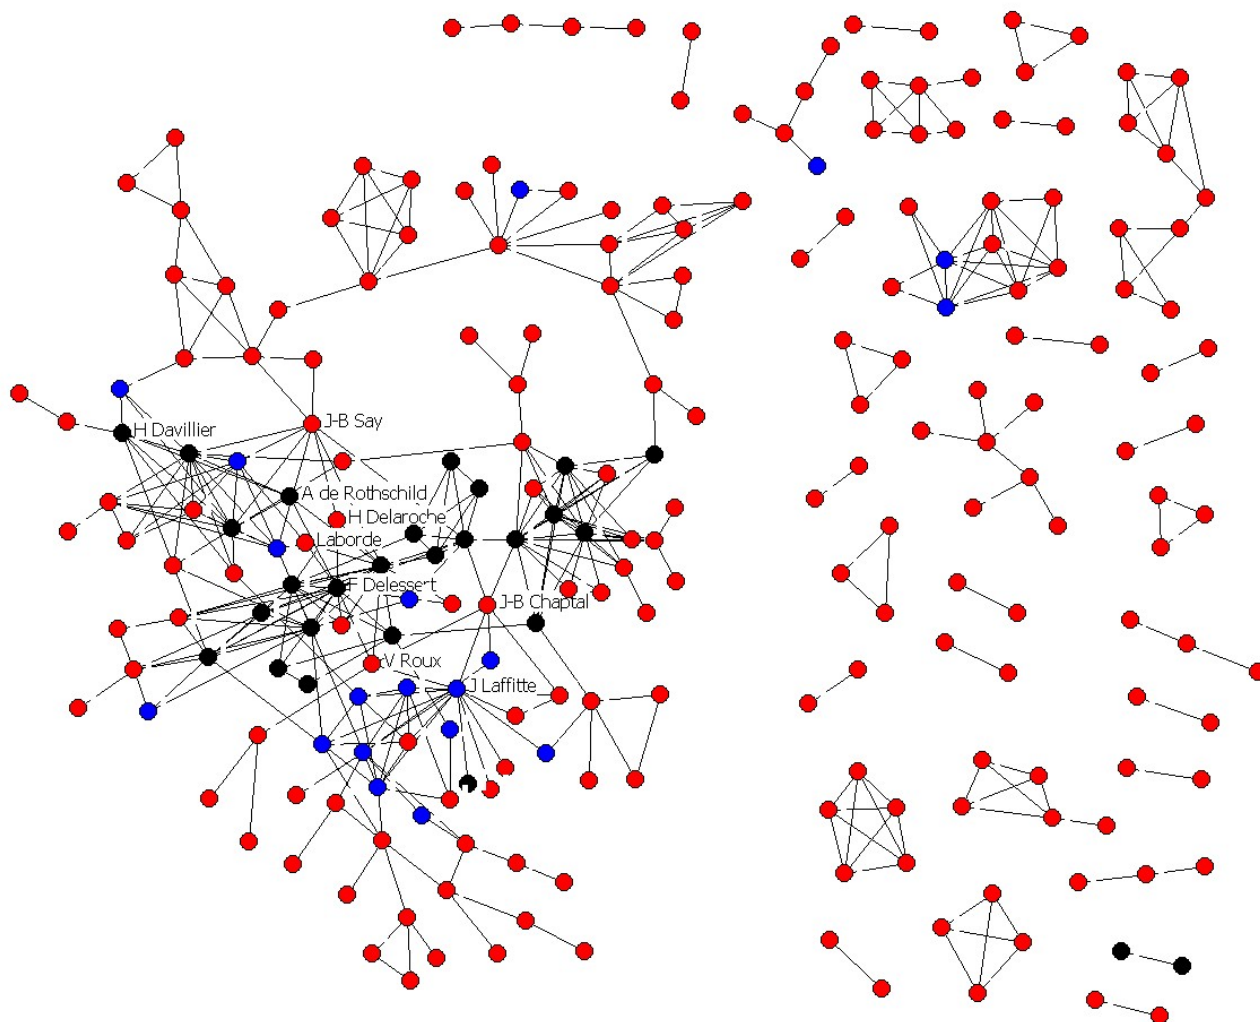 H Davillier
J-B Say
A de Rothschild
H Delaroche
Laborde
F Delessert
J-B Chaptal
V Roux
J Laffitte